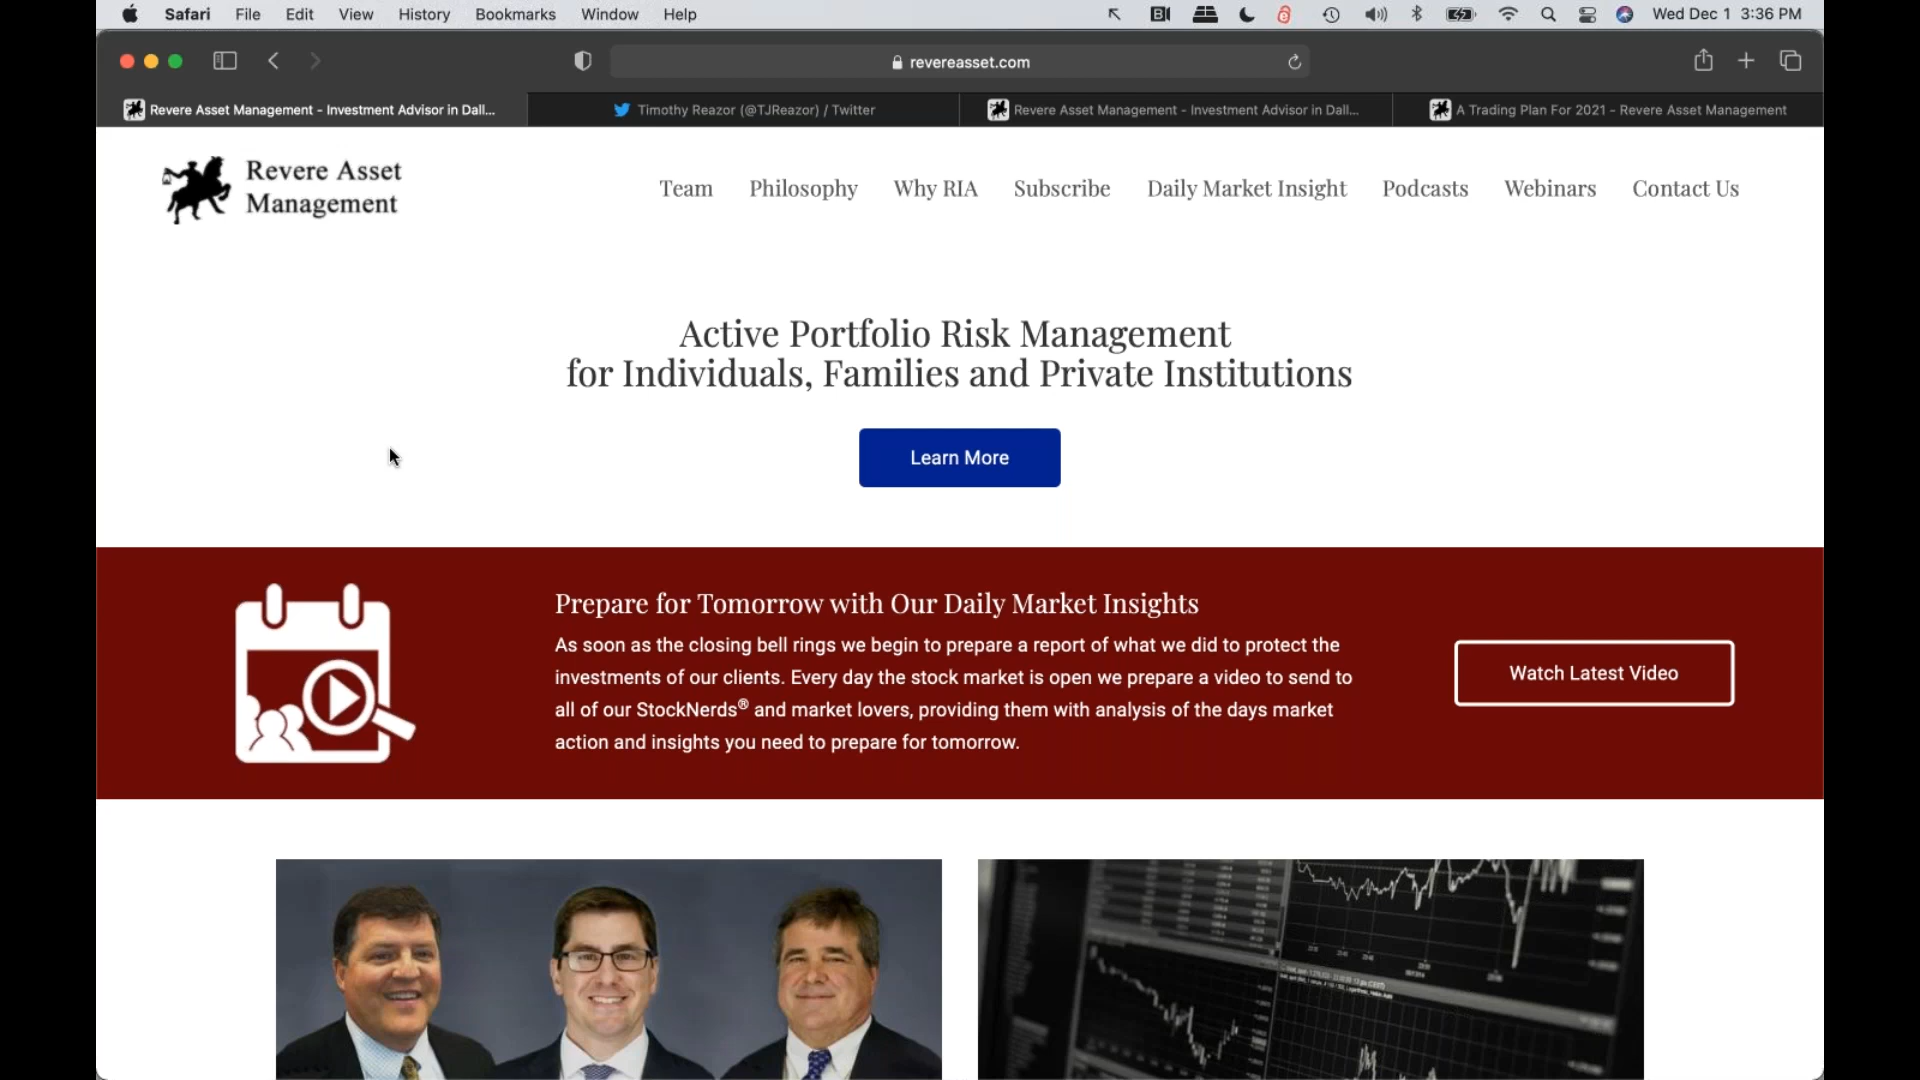 Safari File Edit View History Bookmarks Window Help Wed Dec 1 3:36 PM
revereasset.com
Revere Asset Management - Investment Advisor in Dall...
Timothy Reazor (@TJReazor) / Twitter
Revere Asset Management - Investment Advisor in Dall...
A Trading Plan For 2021 - Revere Asset Management
Revere Asset
Management
Team Philosophy Why RIA Subscribe Daily Market Insight Podcasts Webinars Contact Us
Active Portfolio Risk Management
for Individuals, Families and Private Institutions
Learn More
Prepare for Tomorrow with Our Daily Market Insights
As soon as the closing bell rings we begin to prepare a report of what we did to protect the
investments of our clients. Every day the stock market is open we prepare a video to send to
all of our StockNerds® and market lovers, providing them with analysis of the days market
action and insights you need to prepare for tomorrow.
Watch Latest Video